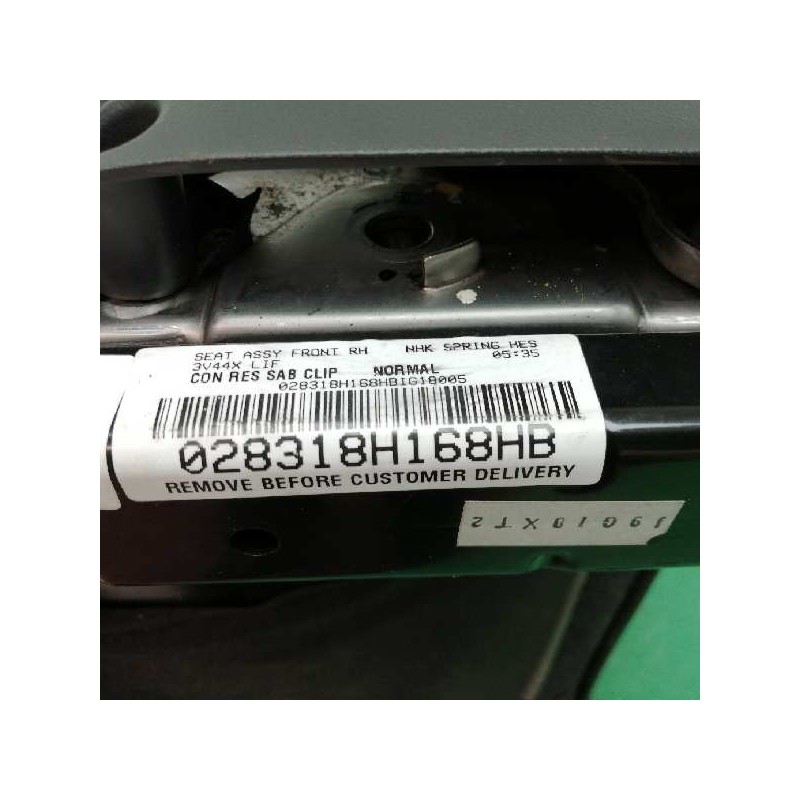 SEAT ASSY FRONT RH NHK SPRING HES
3V44X LIF 05:35
CON RES SAB CLIP NORMAL
028318H168HBIG18005
028318H168HB
REMOVE BEFORE CUSTOMER DELIVERY
J9G18XT2